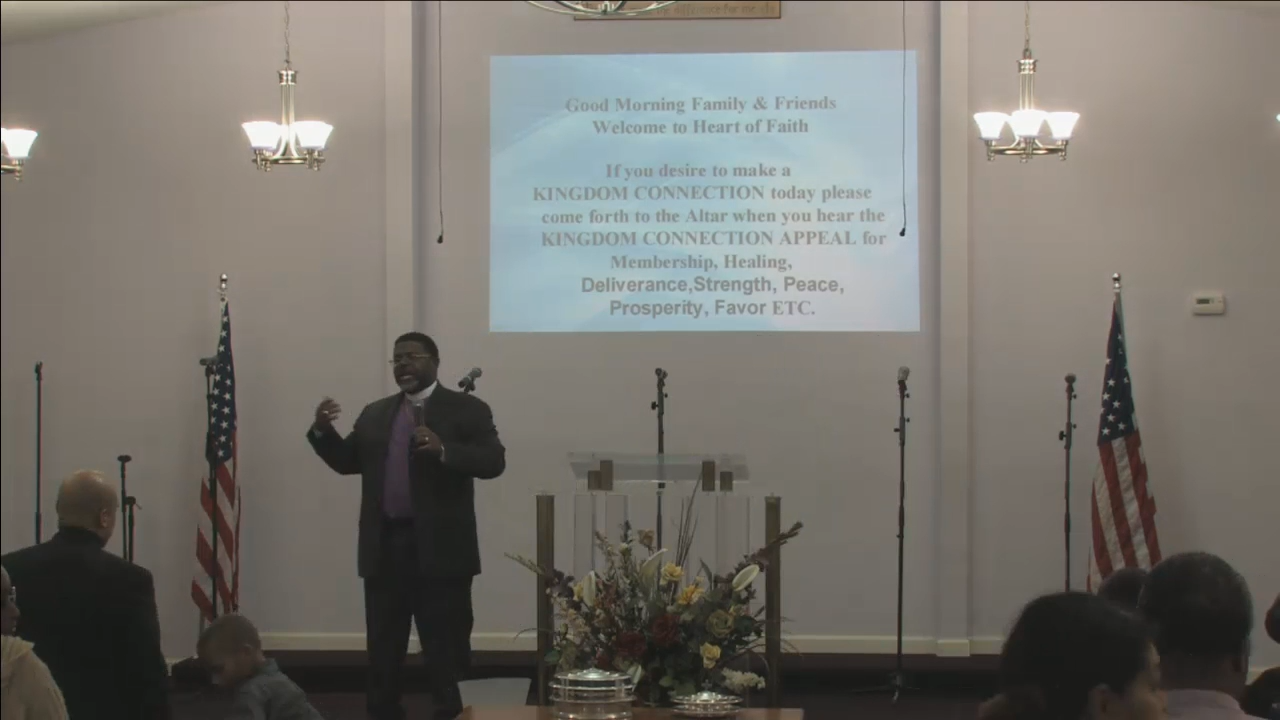 Good Morning Family & Friends
Welcome to Heart of Faith
If you desire to make a
KINGDOM CONNECTION today please
come forth to the Altar when you hear the
KINGDOM CONNECTION APPEAL for
Membership, Healing,
Deliverance,Strength, Peace,
Prosperity, Favor ETC.